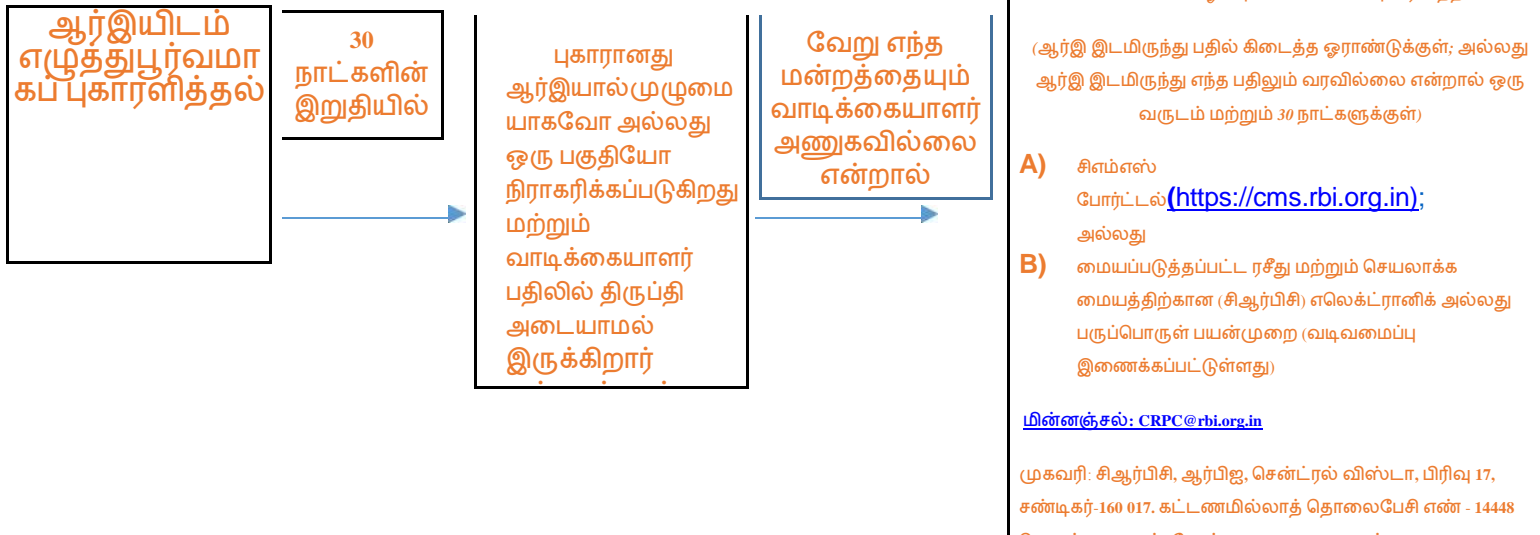 ஆர்இயிடம்
எழுத்துபூர்வமா
கப் புகாரளித்தல்
30
நாட்களின்
இறுதியில்
புகாரானது
ஆர்இயால்முழுமை
யாகவோ அல்லது
ஒரு பகுதியோ
நிராகரிக்கப்படுகிறது
மற்றும்
வாடிக்கையாளர்
பதிலில் திருப்தி
அடையாமல்
இருக்கிறார்
வேறு எந்த
மன்றத்தையும்
வாடிக்கையாளர்
அணுகவில்லை
என்றால்
(ஆர்இ இடமிருந்து பதில் கிடைத்த ஓராண்டுக்குள்; அல்லது
ஆர்இ இடமிருந்து எந்த பதிலும் வரவில்லை என்றால் ஒரு
வருடம் மற்றும் 30 நாட்களுக்குள்)
A) சிஎம்எஸ்
போர்ட்டல்(https://cms.rbi.org.in);
அல்லது
B) மையப்படுத்தப்பட்ட ரசீது மற்றும் செயலாக்க
மையத்திற்கான (சிஆர்பிசி) எலெக்ட்ரானிக் அல்லது
பருப்பொருள் பயன்முறை (வடிவமைப்பு
இணைக்கப்பட்டுள்ளது)
மின்னஞ்சல்: CRPC@rbi.org.in
முகவரி: சிஆர்பிசி, ஆர்பிஐ, சென்ட்ரல் விஸ்டா, பிரிவு 17,
சண்டிகர்-160 017. கட்டணமில்லாத் தொலைபேசி எண் - 14448